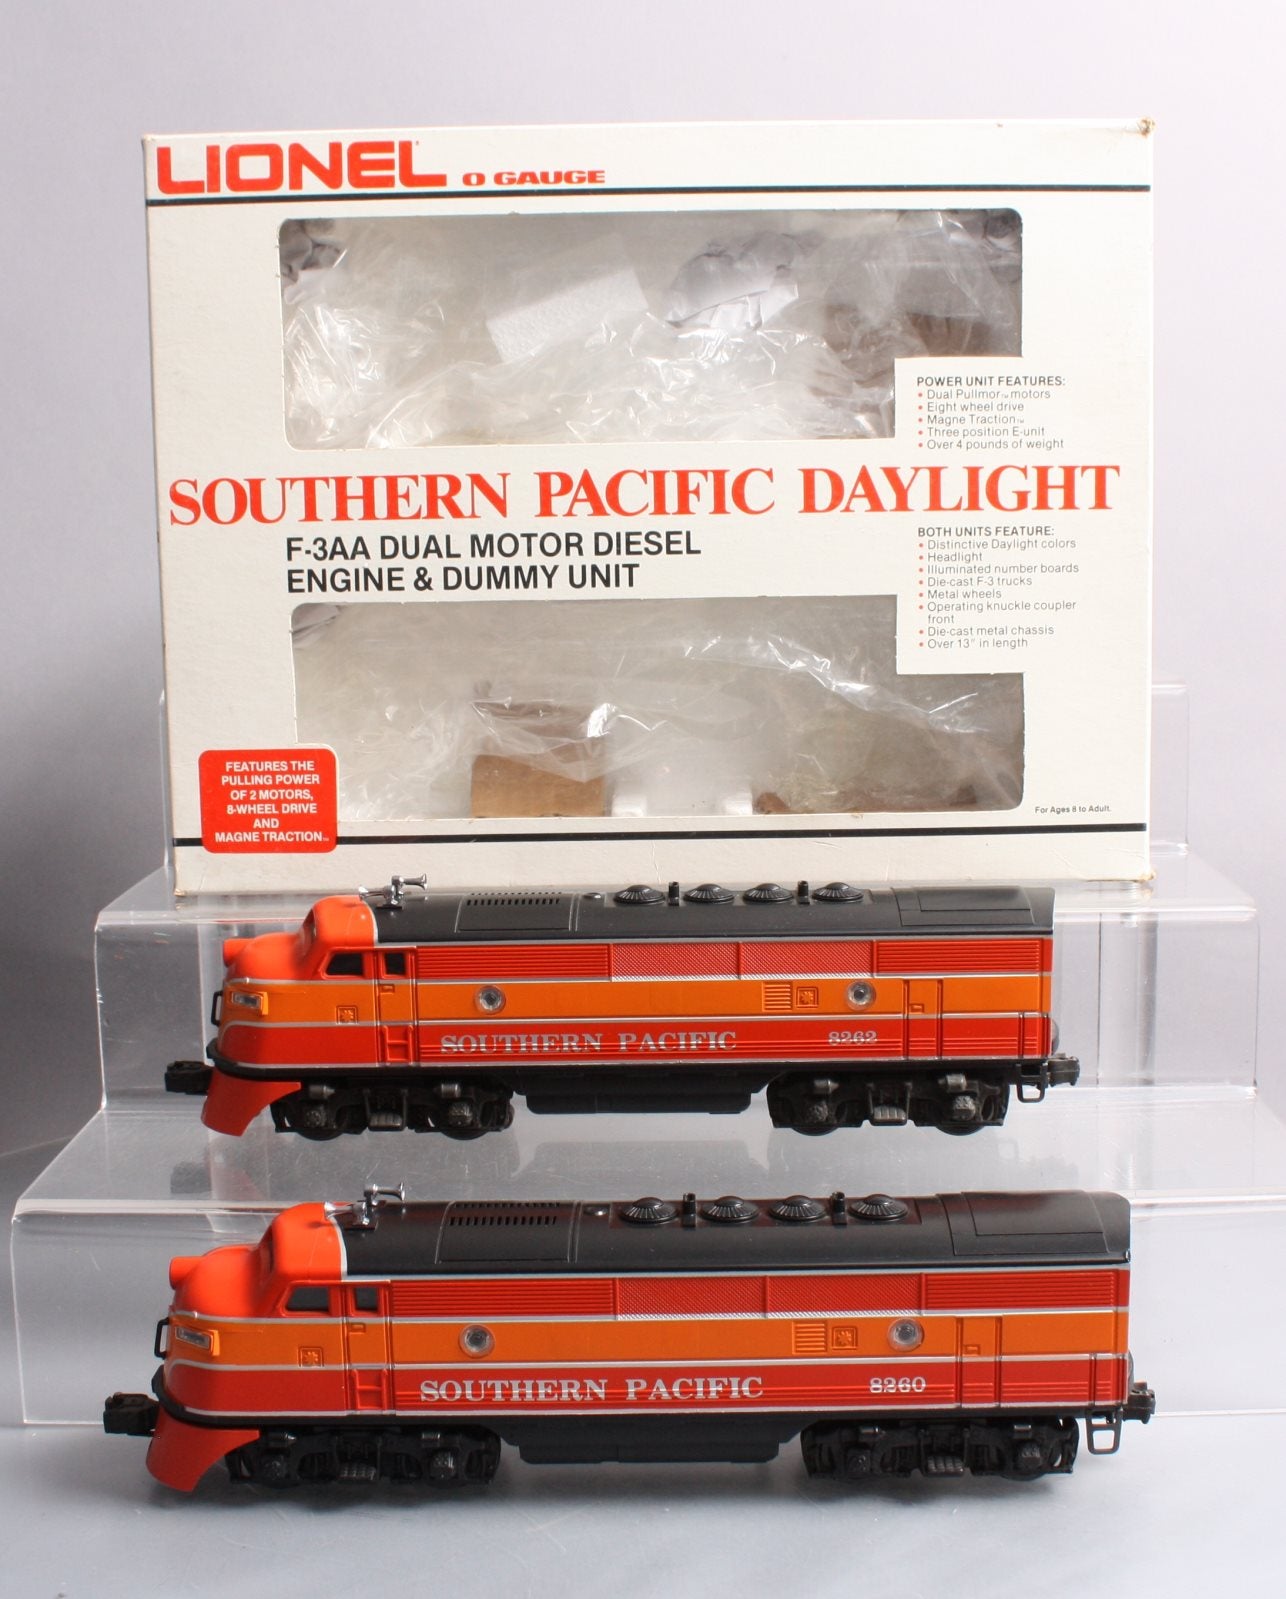 LIONEL O GAUGE
POWER UNIT FEATURES:
• Dual Pullmor™ motors
• Eight wheel drive
• Magne Traction™
• Three position E-unit
• Over 4 pounds of weight
SOUTHERN PACIFIC DAYLIGHT
F-3AA DUAL MOTOR DIESEL
ENGINE & DUMMY UNIT
BOTH UNITS FEATURE:
• Distinctive Daylight colors
• Headlight
• Illuminated number boards
• Die-cast F-3 trucks
• Metal wheels
• Operating knuckle coupler
front
• Die-cast metal chassis
• Over 13" in length
FEATURES THE
PULLING POWER
OF 2 MOTORS,
8-WHEEL DRIVE
AND
MAGNE TRACTION™
For Ages 8 to Adult.
SOUTHERN PACIFIC 8262
SOUTHERN PACIFIC 8260